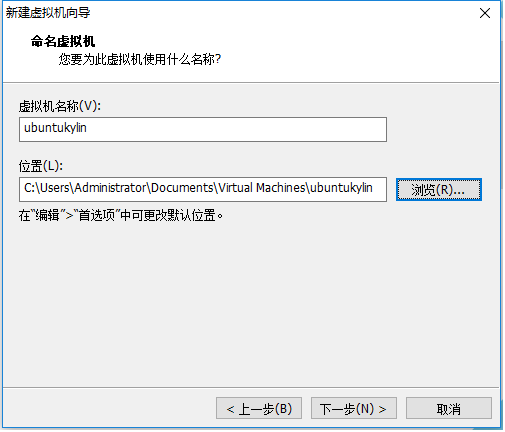 新建虚拟机向导
命名虚拟机
您要为此虚拟机使用什么名称?
虚拟机名称(V):
ubuntukylin
位置(L):
C:\Users\Administrator\Documents\Virtual Machines\ubuntukylin
浏览(R)...
在“编辑”>“首选项”中可更改默认位置。
< 上一步(B)
下一步(N) >
取消